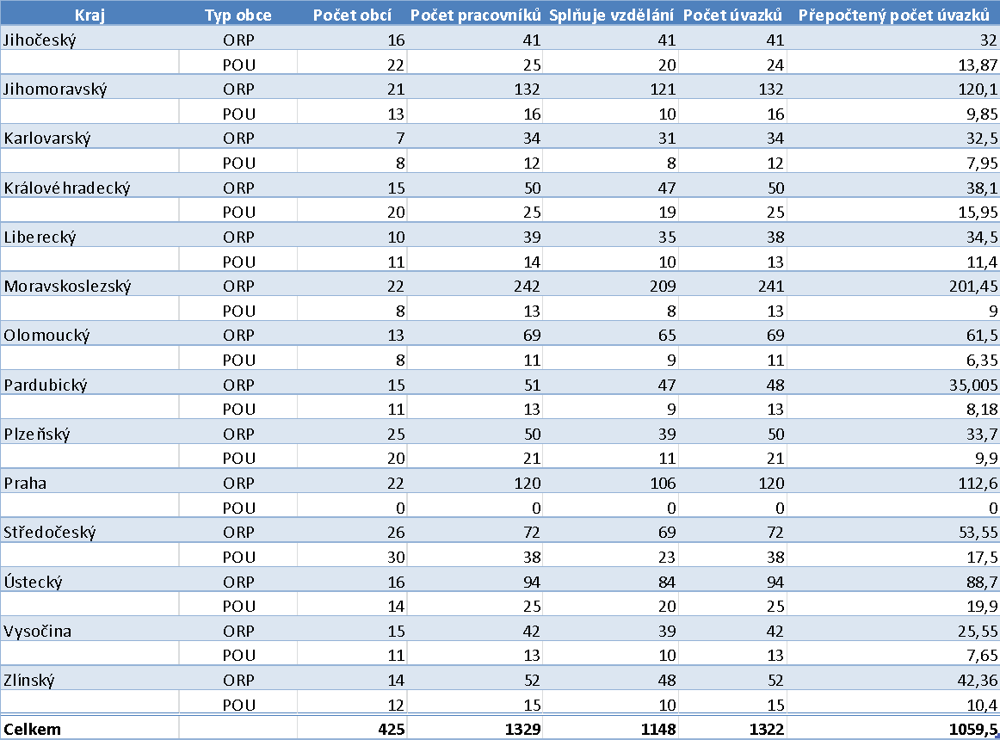 Kraj Typ obce Počet obcí Počet pracovníků Splňuje vzdělání Počet úvazků Přepočtený počet úvazků
Jihočeský ORP 16 41 41 41 32
POU 22 25 20 24 13,87
Jihomoravský ORP 21 132 121 132 120,1
POU 13 16 10 16 9,85
Karlovarský ORP 7 34 31 34 32,5
POU 8 12 8 12 7,95
Královéhradecký ORP 15 50 47 50 38,1
POU 20 25 19 25 15,95
Liberecký ORP 10 39 35 38 34,5
POU 11 14 10 13 11,4
Moravskoslezský ORP 22 242 209 241 201,45
POU 8 13 8 13 9
Olomoucký ORP 13 69 65 69 61,5
POU 8 11 9 11 6,35
Pardubický ORP 15 51 47 48 35,005
POU 11 13 9 13 8,18
Plzeňský ORP 25 50 39 50 33,7
POU 20 21 11 21 9,9
Praha ORP 22 120 106 120 112,6
POU 0 0 0 0 0
Středočeský ORP 26 72 69 72 53,55
POU 30 38 23 38 17,5
Ústecký ORP 16 94 84 94 88,7
POU 14 25 20 25 19,9
Vysočina ORP 15 42 39 42 25,55
POU 11 13 10 13 7,65
Zlínský ORP 14 52 48 52 42,36
POU 12 15 10 15 10,4
Celkem 425 1329 1148 1322 1059,5